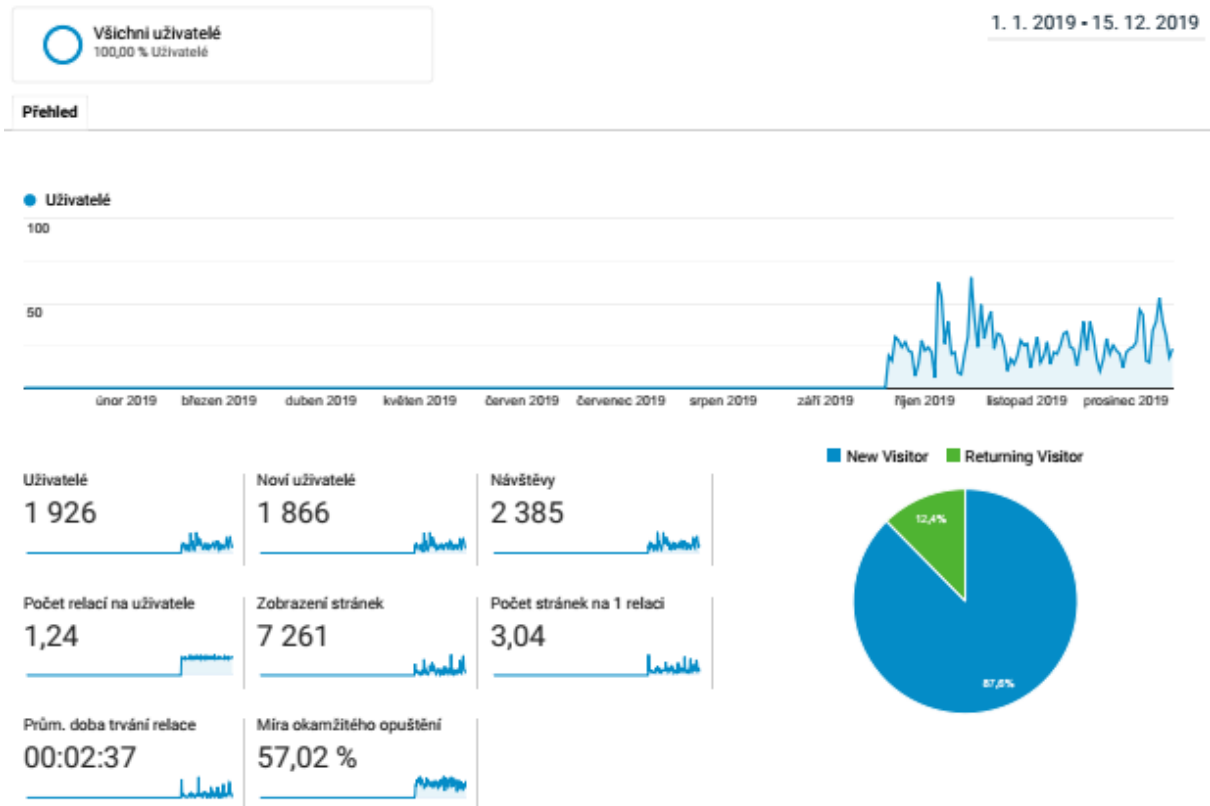 Všichni uživatelé
100,00 % Uživatelé
1. 1. 2019 - 15. 12. 2019
Přehled
Uživatelé
100
50
únor 2019 březen 2019 duben 2019 květen 2019 červen 2019 červenec 2019 srpen 2019 září 2019 říjen 2019 listopad 2019 prosinec 2019
New Visitor Returning Visitor
Uživatelé Noví uživatelé Návštěvy
1 926 1 866 2 385
12,4%
Počet relací na uživatele Zobrazení stránek Počet stránek na 1 relaci
1,24 7 261 3,04
87,6%
Prům. doba trvání relace Míra okamžitého opuštění
00:02:37 57,02 %